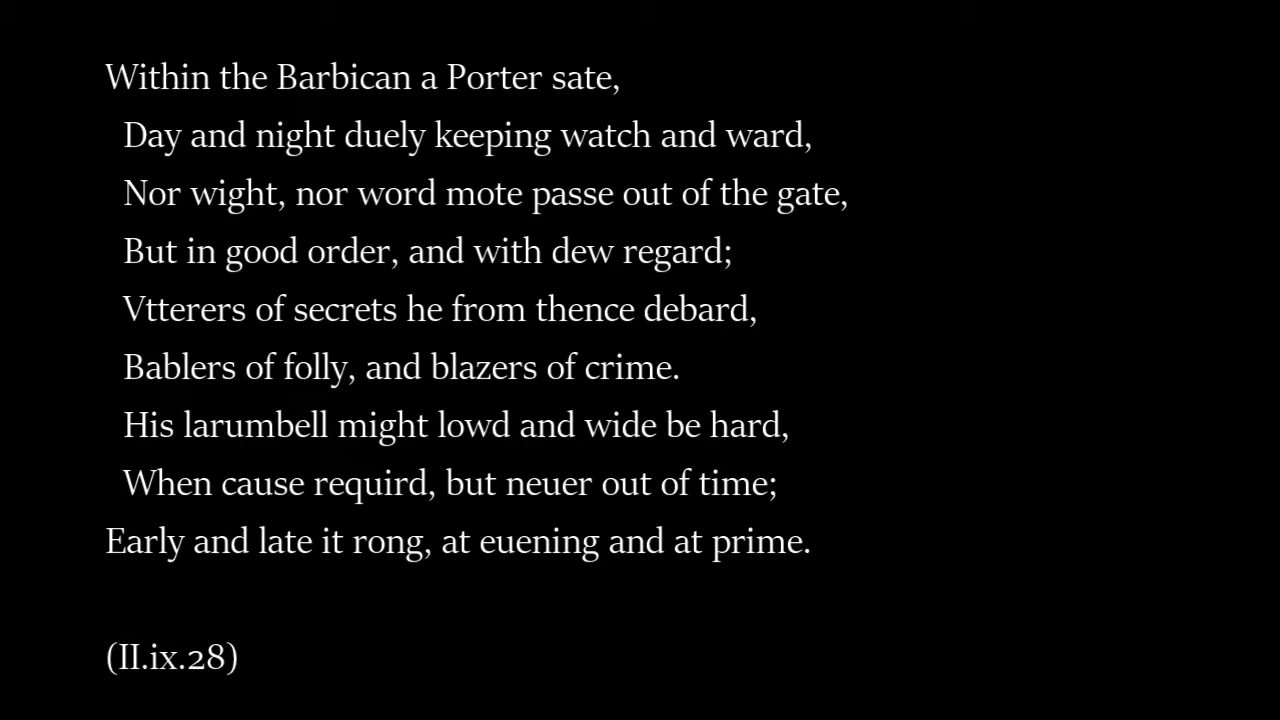 Within the Barbican a Porter sate,
Day and night duely keeping watch and ward,
Nor wight, nor word mote passe out of the gate,
But in good order, and with dew regard;
Vtterers of secrets he from thence debard,
Bablers of folly, and blazers of crime.
His larumbell might lowd and wide be hard,
When cause requird, but neuer out of time;
Early and late it rong, at euening and at prime.
(II.ix.28)